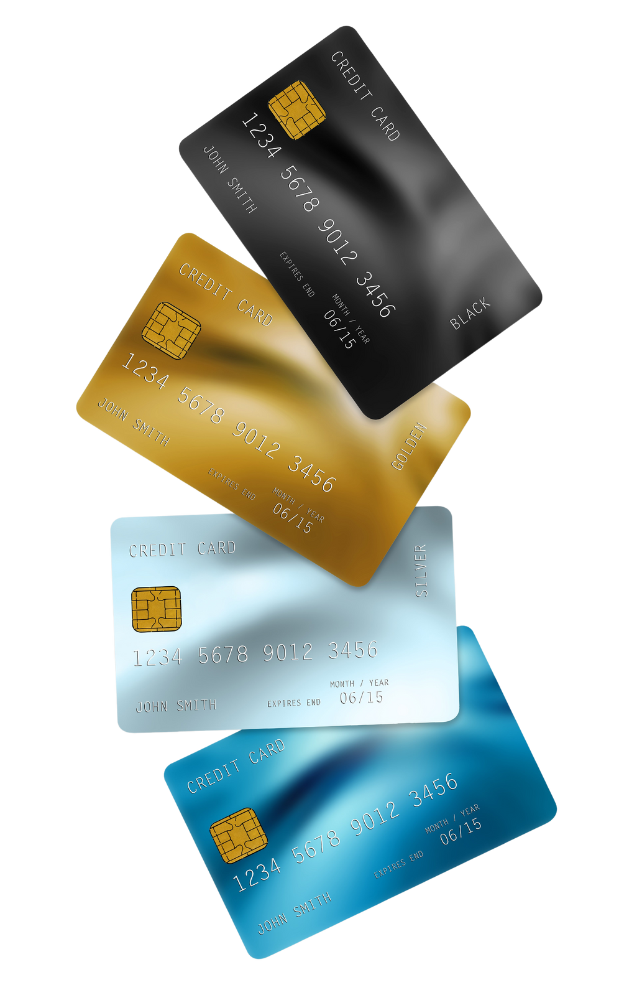 CREDIT CARD
1234 5678 9012 3456
JOHN SMITH
EXPIRES END
MONTH / YEAR
06/15
BLACK
CREDIT CARD
1234 5678 9012 3456
JOHN SMITH
EXPIRES END
MONTH / YEAR
06/15
GOLDEN
CREDIT CARD
SILVER
1234 5678 9012 3456
MONTH / YEAR
JOHN SMITH
EXPIRES END
06/15
CREDIT CARD
1234 5678 9012 3456
MONTH / YEAR
06/15
EXPIRES END
JOHN SMITH